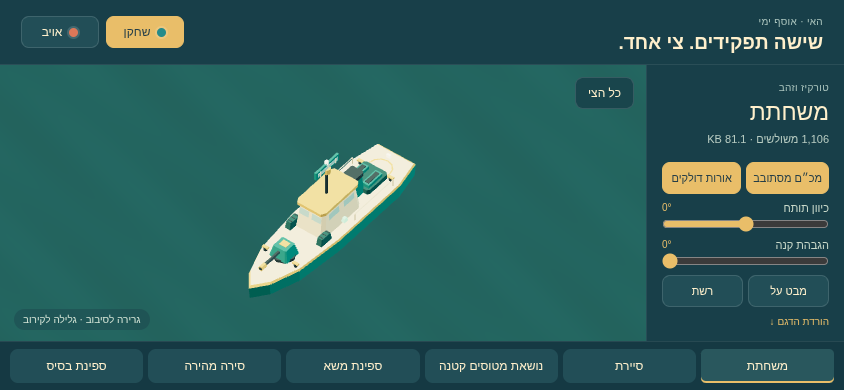 האי · אוסף ימי
שישה תפקידים. צי אחד.
שחקן
אויב
טורקיז וזהב
משחתת
1,106 משולשים · 81.1 KB
מכ״ם מסתובב
אורות דולקים
כיוון תותח
0°
הגבהת קנה
0°
מבט על
רשת
הורדת הדגם ↓
כל הצי
גרירה לסיבוב · גלילה לקירוב
משחתת
סיירת
נושאת מטוסים קטנה
ספינת משא
סירה מהירה
ספינת בסיס